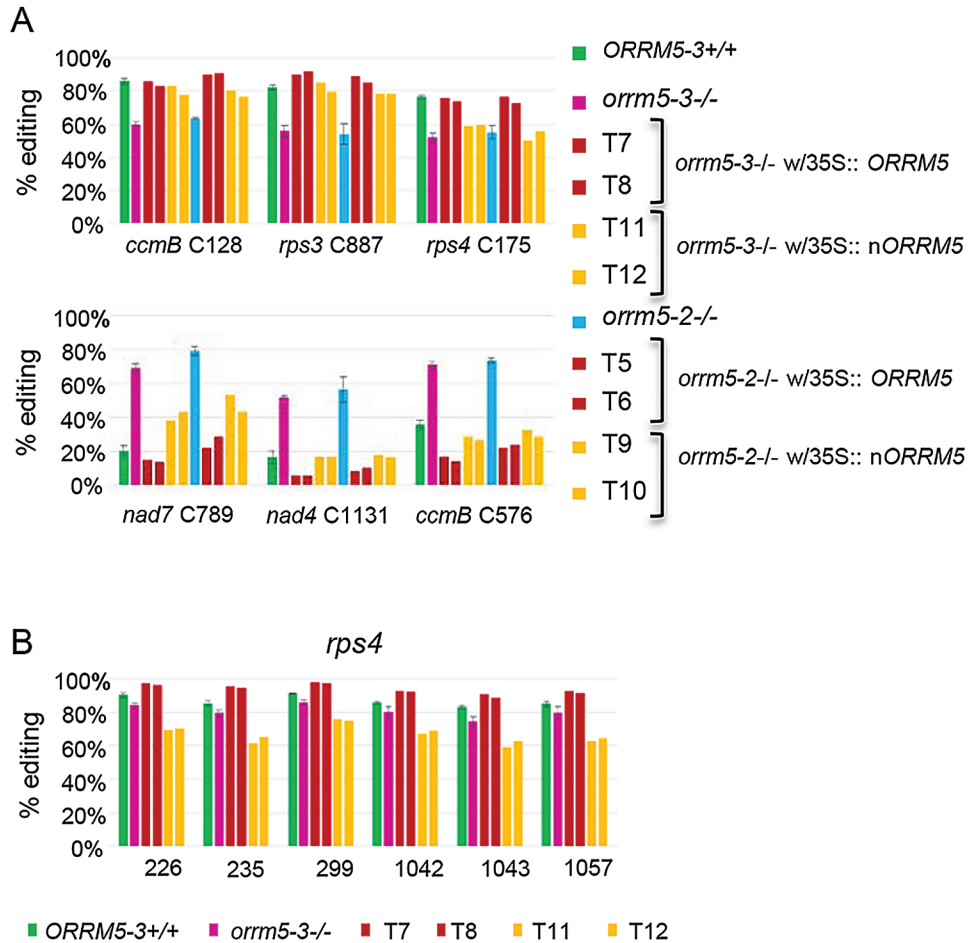 A
% editing
100%
80%
60%
40%
20%
0%
ccmB C128 rps3 C887 rps4 C175
% editing
100%
80%
60%
40%
20%
0%
nad7 C789 nad4 C1131 ccmB C576
ORRM5-3+/+
orrm5-3-/-
T7
T8
orrm5-3-/- w/35S:: ORRM5
T11
T12
orrm5-3-/- w/35S:: nORRM5
orrm5-2-/-
T5
T6
orrm5-2-/- w/35S:: ORRM5
T9
T10
orrm5-2-/- w/35S:: nORRM5
B
rps4
% editing
100%
80%
60%
40%
20%
0%
226 235 299 1042 1043 1057
ORRM5-3+/+ orrm5-3-/- T7 T8 T11 T12